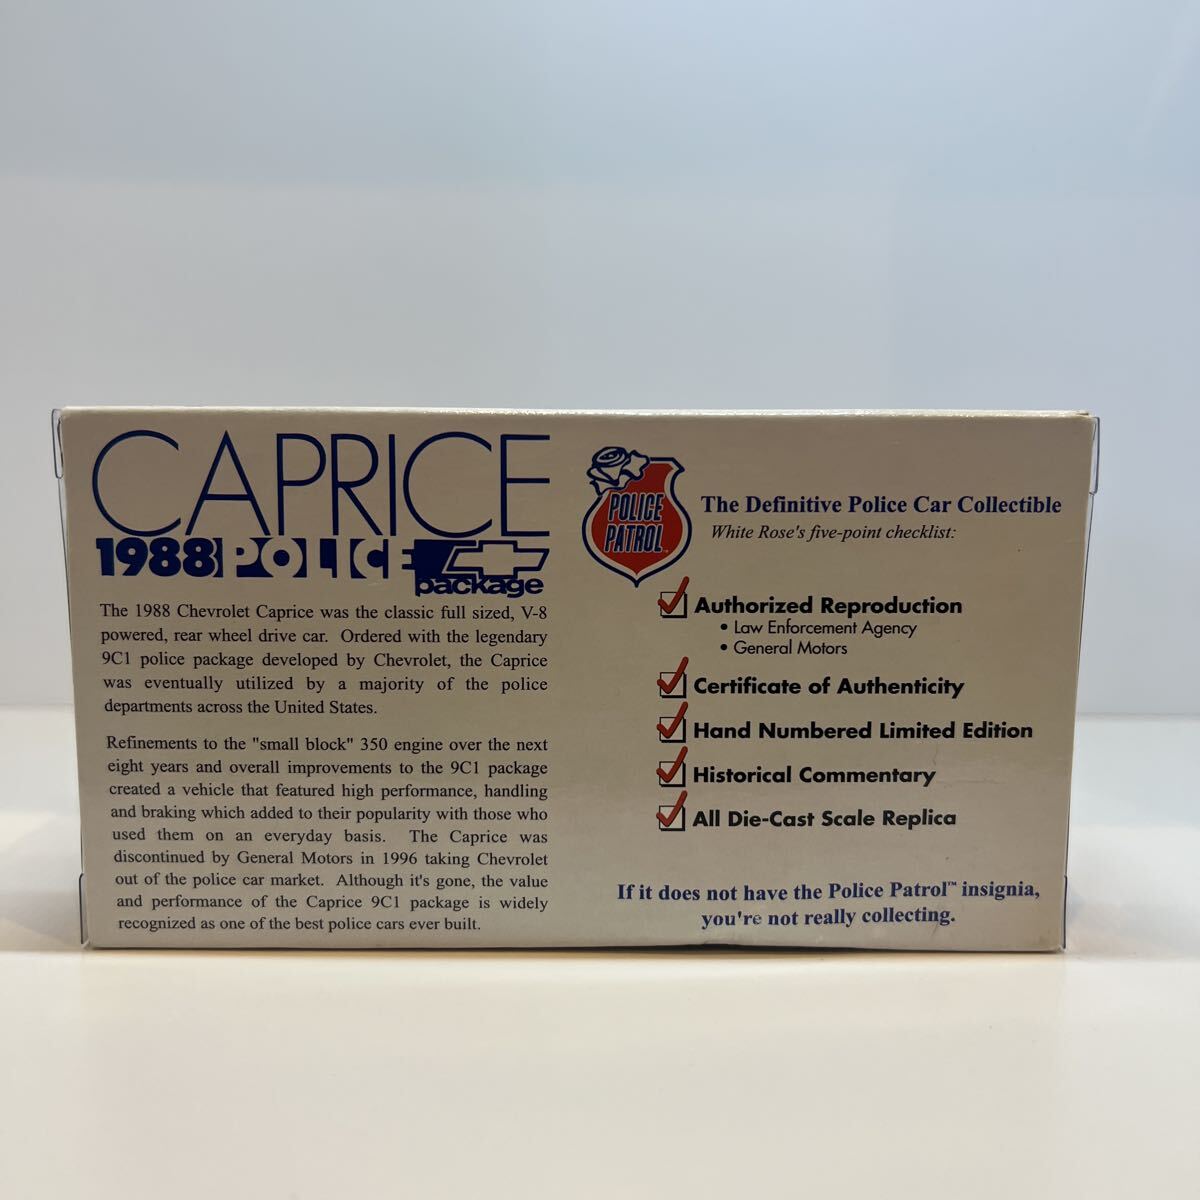 CAPRICE
1988 POLICE
package
The 1988 Chevrolet Caprice was the classic full sized, V-8
powered, rear wheel drive car. Ordered with the legendary
9C1 police package developed by Chevrolet, the Caprice
was eventually utilized by a majority of the police
departments across the United States.
Refinements to the "small block" 350 engine over the next
eight years and overall improvements to the 9C1 package
created a vehicle that featured high performance, handling
and braking which added to their popularity with those who
used them on an everyday basis. The Caprice was
discontinued by General Motors in 1996 taking Chevrolet
out of the police car market. Although it's gone, the value
and performance of the Caprice 9C1 package is widely
recognized as one of the best police cars ever built.
POLICE
PATROL™
The Definitive Police Car Collectible
White Rose's five-point checklist:
Authorized Reproduction
• Law Enforcement Agency
• General Motors
Certificate of Authenticity
Hand Numbered Limited Edition
Historical Commentary
All Die-Cast Scale Replica
If it does not have the Police Patrol™ insignia,
you're not really collecting.